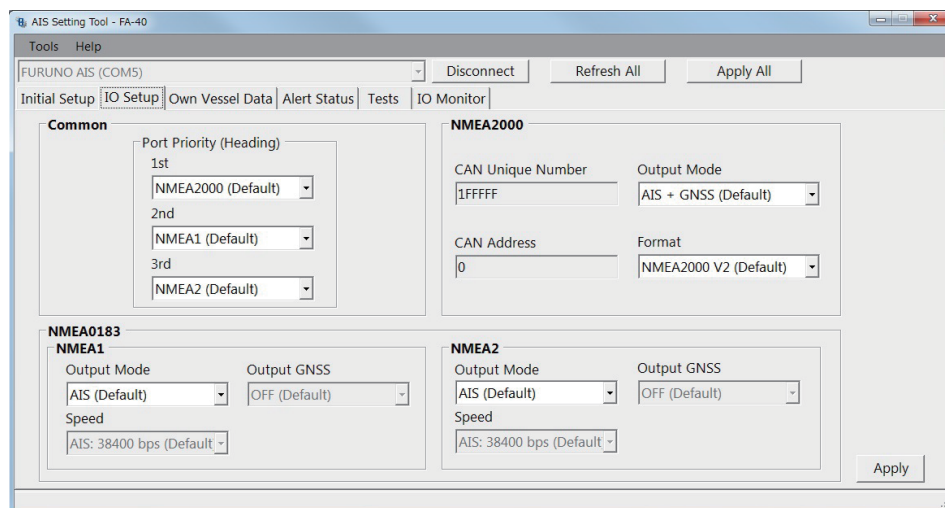 AIS Setting Tool - FA-40
Tools Help
FURUNO AIS (COM5) Disconnect Refresh All Apply All
Initial Setup IO Setup Own Vessel Data Alert Status Tests IO Monitor
Common
Port Priority (Heading)
1st
NMEA2000 (Default)
2nd
NMEA1 (Default)
3rd
NMEA2 (Default)
NMEA2000
CAN Unique Number Output Mode
1FFFFF AIS + GNSS (Default)
CAN Address Format
0 NMEA2000 V2 (Default)
NMEA0183
NMEA1
Output Mode Output GNSS
AIS (Default) OFF (Default)
Speed
AIS: 38400 bps (Default
NMEA2
Output Mode Output GNSS
AIS (Default) OFF (Default)
Speed
AIS: 38400 bps (Default
Apply